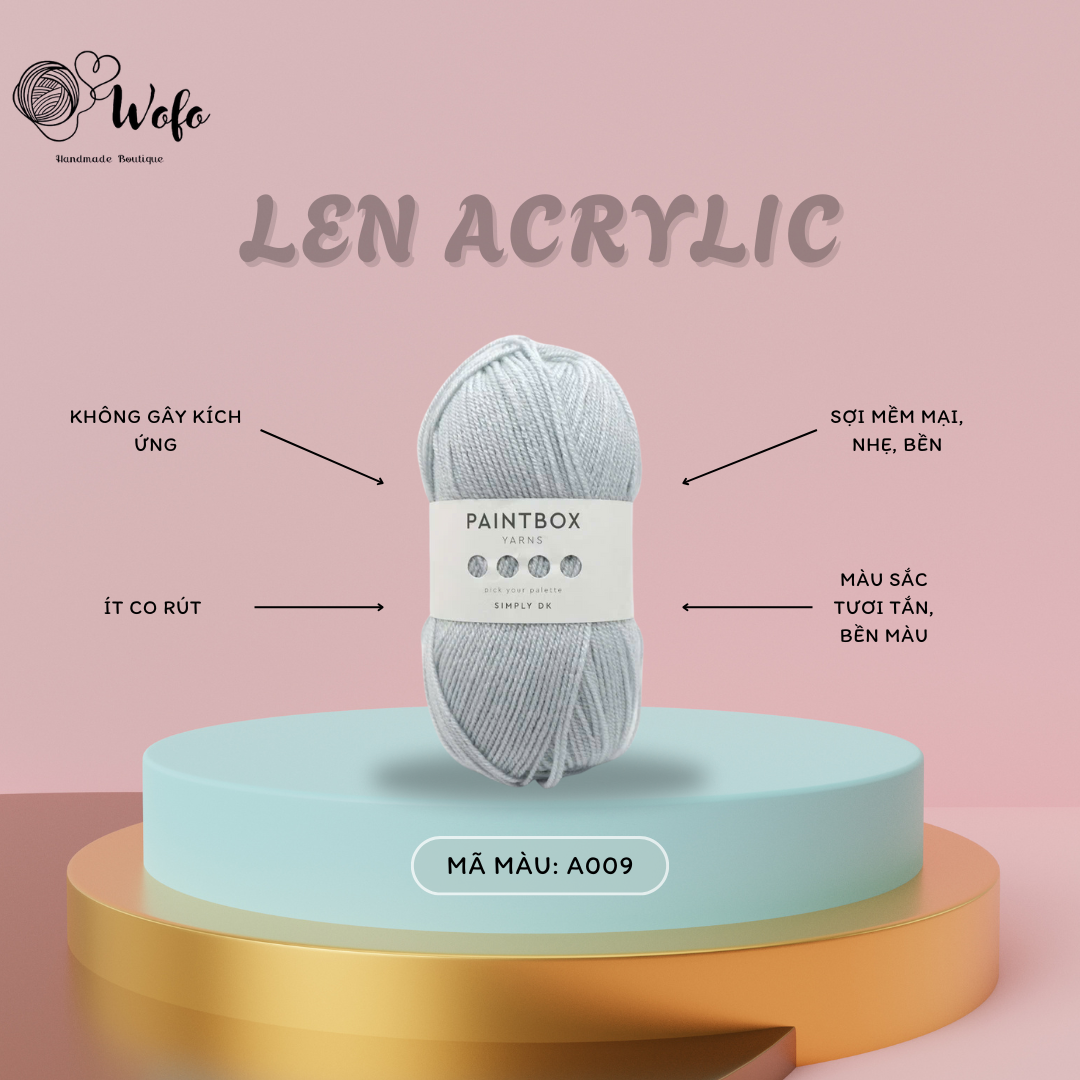 Wofo
Handmade Boutique
LEN ACRYLIC
KHÔNG GÂY KÍCH
ỨNG
SỢI MỀM MẠI,
NHẸ, BỀN
PAINTBOX
YARNS
pick your palette
SIMPLY DK
ÍT CO RÚT
MÀU SẮC
TƯƠI TẮN,
BỀN MÀU
MÃ MÀU: A009